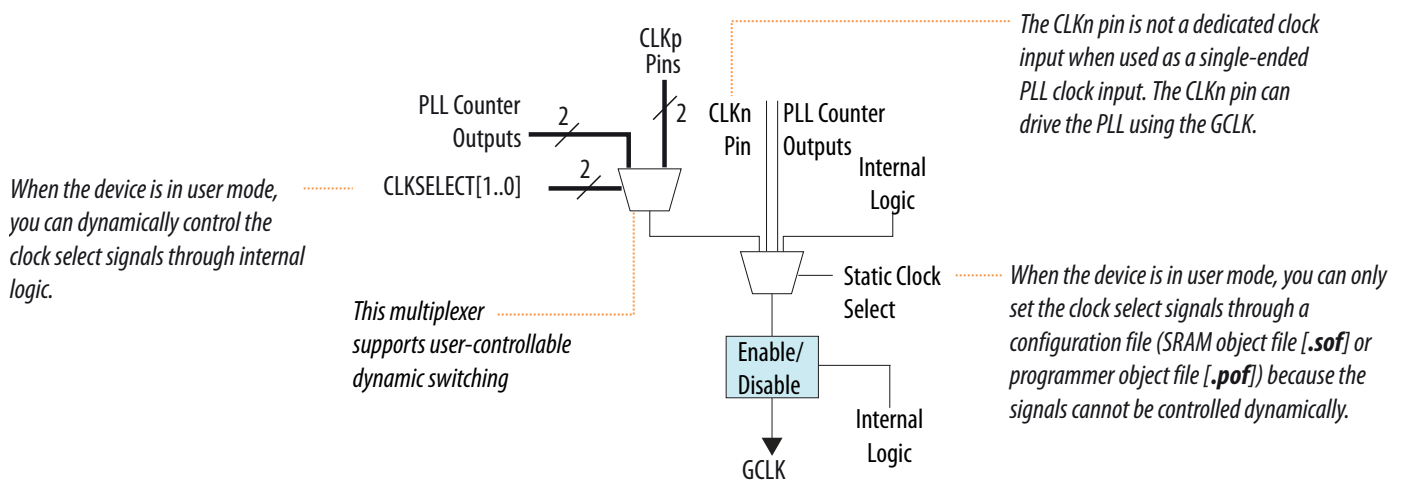 CLKp
Pins
2
PLL Counter
Outputs
2
CLKSELECT[1..0]
2
When the device is in user mode,
you can dynamically control the
clock select signals through internal
logic.
This multiplexer
supports user-controllable
dynamic switching
CLKn
Pin
PLL Counter
Outputs
Internal
Logic
The CLKn pin is not a dedicated clock
input when used as a single-ended
PLL clock input. The CLKn pin can
drive the PLL using the GCLK.
Static Clock
Select
When the device is in user mode, you can only
set the clock select signals through a
configuration file (SRAM object file [.sof] or
programmer object file [.pof]) because the
signals cannot be controlled dynamically.
Enable/
Disable
Internal
Logic
GCLK